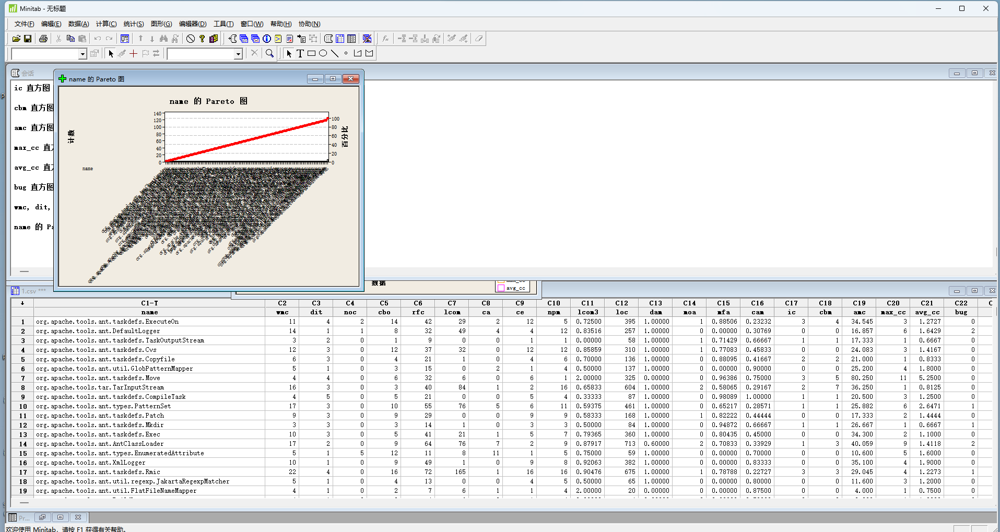 Minitab - 无标题
文件(F) 编辑(E) 数据(A) 计算(C) 统计(S) 图形(G) 编辑器(D) 工具(T) 窗口(W) 帮助(H) 协助(N)
会话
ic 直方图
cbm 直方图
amc 直方图
max_cc 直
avg_cc 直
bug 直方图
wmc, dit,
name 的 Pa
name 的 Pareto 图
name 的 Pareto 图
计数
140
120
100
80
60
40
20
0
100
80
60
40
20
0
百分比
name
数据
avg_cc
1.csv ***
↓ C1-T C2 C3 C4 C5 C6 C7 C8 C9 C10 C11 C12 C13 C14 C15 C16 C17 C18 C19 C20 C21 C22
name wmc dit noc cbo rfc lcom ca ce npm lcom3 loc dam moa mfa cam ic cbm amc max_cc avg_cc bug
1 org.apache.tools.ant.taskdefs.ExecuteOn 11 4 2 14 42 29 2 12 5 0.72500 395 1.00000 1 0.88506 0.23232 3 4 34.545 3 1.2727 0
2 org.apache.tools.ant.DefaultLogger 14 1 1 8 32 49 4 4 12 0.83516 257 1.00000 0 0.00000 0.30769 0 0 16.857 6 1.6429 2
3 org.apache.tools.ant.taskdefs.TaskOutputStream 3 2 0 1 9 0 0 1 1 0.00000 58 1.00000 1 0.71429 0.66667 1 1 17.333 1 0.6667 0
4 org.apache.tools.ant.taskdefs.Cvs 12 3 0 12 37 32 0 12 12 0.85859 310 1.00000 1 0.77083 0.45833 0 0 24.083 3 1.4167 0
5 org.apache.tools.ant.taskdefs.Copyfile 6 3 0 4 21 1 0 4 6 0.70000 136 1.00000 0 0.88095 0.41667 2 2 21.000 1 0.8333 0
6 org.apache.tools.ant.util.GlobPatternMapper 5 1 0 3 15 0 2 1 4 0.50000 137 1.00000 0 0.00000 0.90000 0 0 25.200 4 1.8000 0
7 org.apache.tools.ant.taskdefs.Move 4 4 0 6 32 6 0 6 1 2.00000 325 0.00000 0 0.96386 0.75000 3 5 80.250 11 5.2500 0
8 org.apache.tools.tar.TarInputStream 16 3 0 3 40 84 1 2 16 0.65833 604 1.00000 2 0.58065 0.29167 2 7 36.250 1 0.8125 0
9 org.apache.tools.ant.taskdefs.CompileTask 4 5 0 5 21 0 0 5 4 0.33333 87 1.00000 0 0.98089 1.00000 1 1 20.500 3 1.2500 0
10 org.apache.tools.ant.types.PatternSet 17 3 0 10 55 76 5 6 11 0.59375 461 1.00000 0 0.65217 0.28571 1 1 25.882 6 2.6471 1
11 org.apache.tools.ant.taskdefs.Patch 9 3 0 9 29 0 0 9 9 0.58333 168 1.00000 1 0.82222 0.44444 0 0 17.333 2 1.4444 0
12 org.apache.tools.ant.taskdefs.Mkdir 3 3 0 3 14 1 0 3 3 0.50000 84 1.00000 0 0.94872 0.66667 1 1 26.667 1 0.6667 1
13 org.apache.tools.ant.taskdefs.Exec 10 3 0 5 41 21 1 5 7 0.79365 360 1.00000 0 0.80435 0.45000 0 0 34.300 2 1.1000 0
14 org.apache.tools.ant.AntClassLoader 17 2 0 9 64 76 7 2 9 0.87917 713 0.60000 2 0.70833 0.33929 1 3 40.059 9 1.4118 2
15 org.apache.tools.ant.types.EnumeratedAttribute 5 1 5 12 11 8 11 1 5 0.75000 59 1.00000 0 0.00000 0.70000 0 0 10.600 5 1.6000 0
16 org.apache.tools.ant.XmlLogger 10 1 0 9 49 1 0 9 8 0.92063 382 1.00000 0 0.00000 0.83333 0 0 35.100 4 1.9000 0
17 org.apache.tools.ant.taskdefs.Rmic 22 4 0 16 72 165 1 16 16 0.90476 675 1.00000 1 0.78788 0.22727 3 3 29.045 4 1.2273 1
18 org.apache.tools.ant.util.regexp.JakartaRegexpMatcher 5 1 0 4 13 0 0 4 5 0.50000 65 1.00000 0 0.00000 0.80000 0 0 11.600 3 1.2000 0
19 org.apache.tools.ant.util.FlatFileNameMapper 4 1 0 2 7 6 1 1 4 2.00000 20 0.00000 0 0.00000 0.87500 0 0 4.000 1 0.7500 0
Pr...
欢迎使用 Minitab，请按 F1 获得有关帮助。